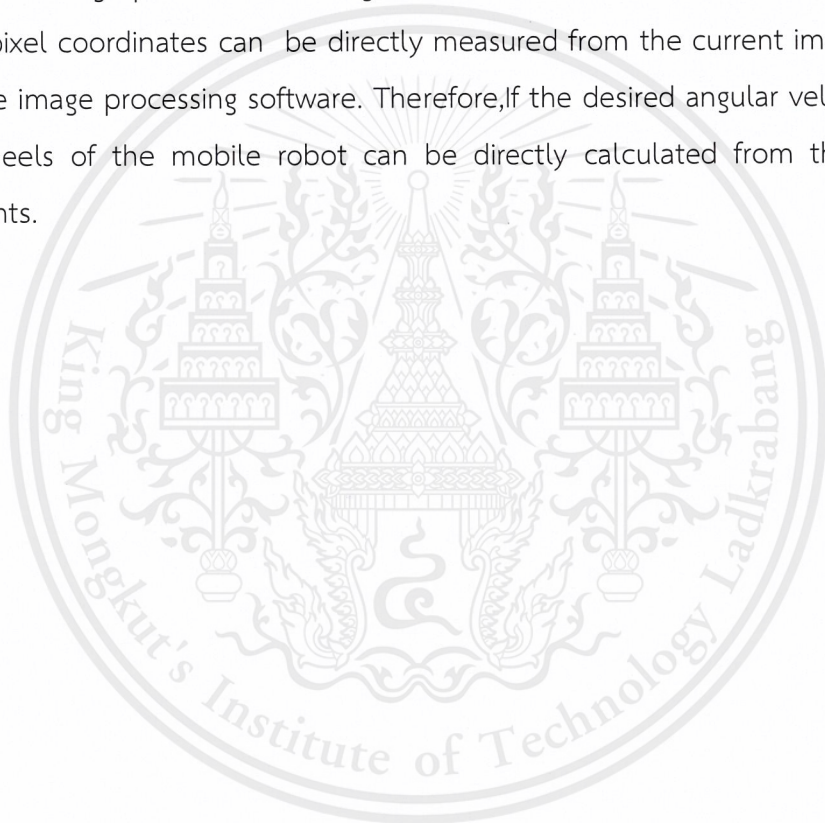 pixel coordinates can be directly measured from the current im
e image processing software. Therefore,If the desired angular vel
eels of the mobile robot can be directly calculated from th
nts.
King Mongkut's Institute of Technology Ladkrabang